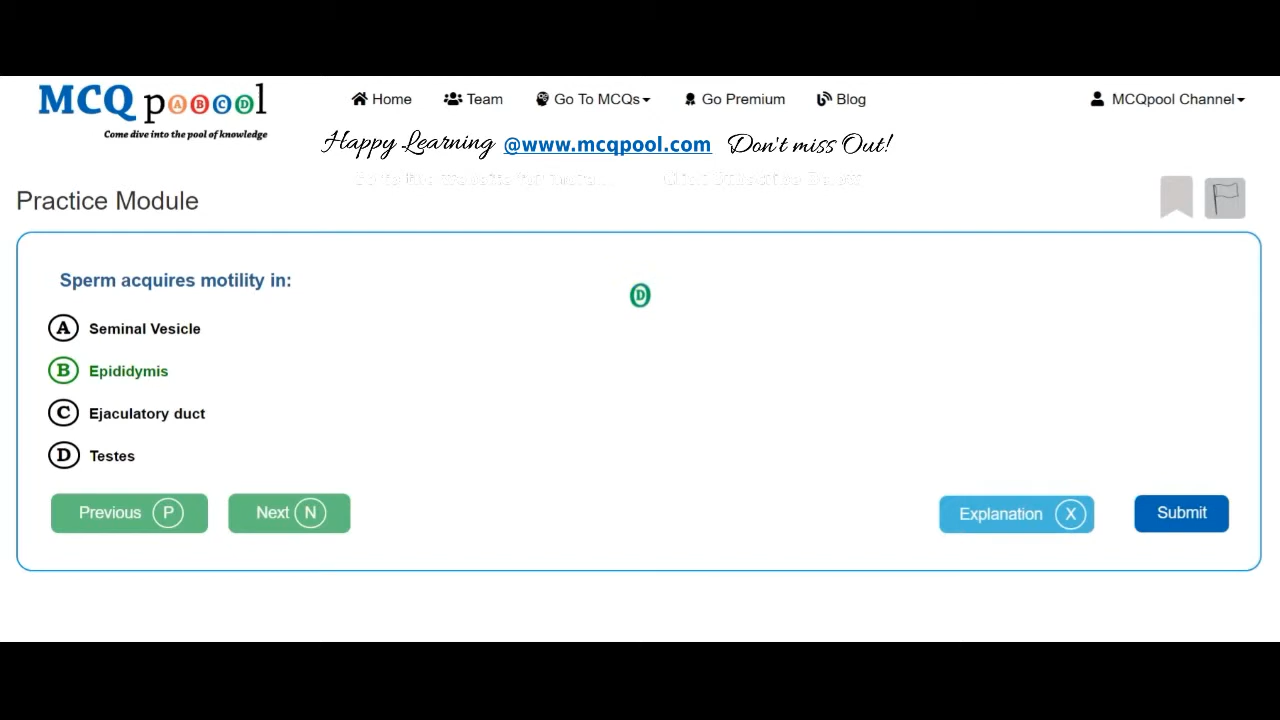 MCQ pooool
A B C D
Come dive into the pool of knowledge
Home Team Go To MCQs Go Premium Blog MCQpool Channel
Happy Learning @www.mcqpool.com Don't miss Out!
Practice Module
Sperm acquires motility in:
D
A Seminal Vesicle
B Epididymis
C Ejaculatory duct
D Testes
Previous P Next N Explanation X Submit